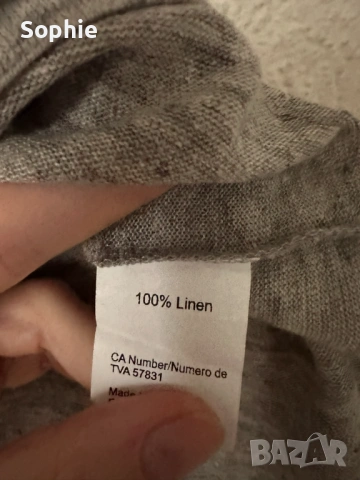 Sophie
100% Linen
CA Number/Numero de
TVA 57831
Made
BAZAR